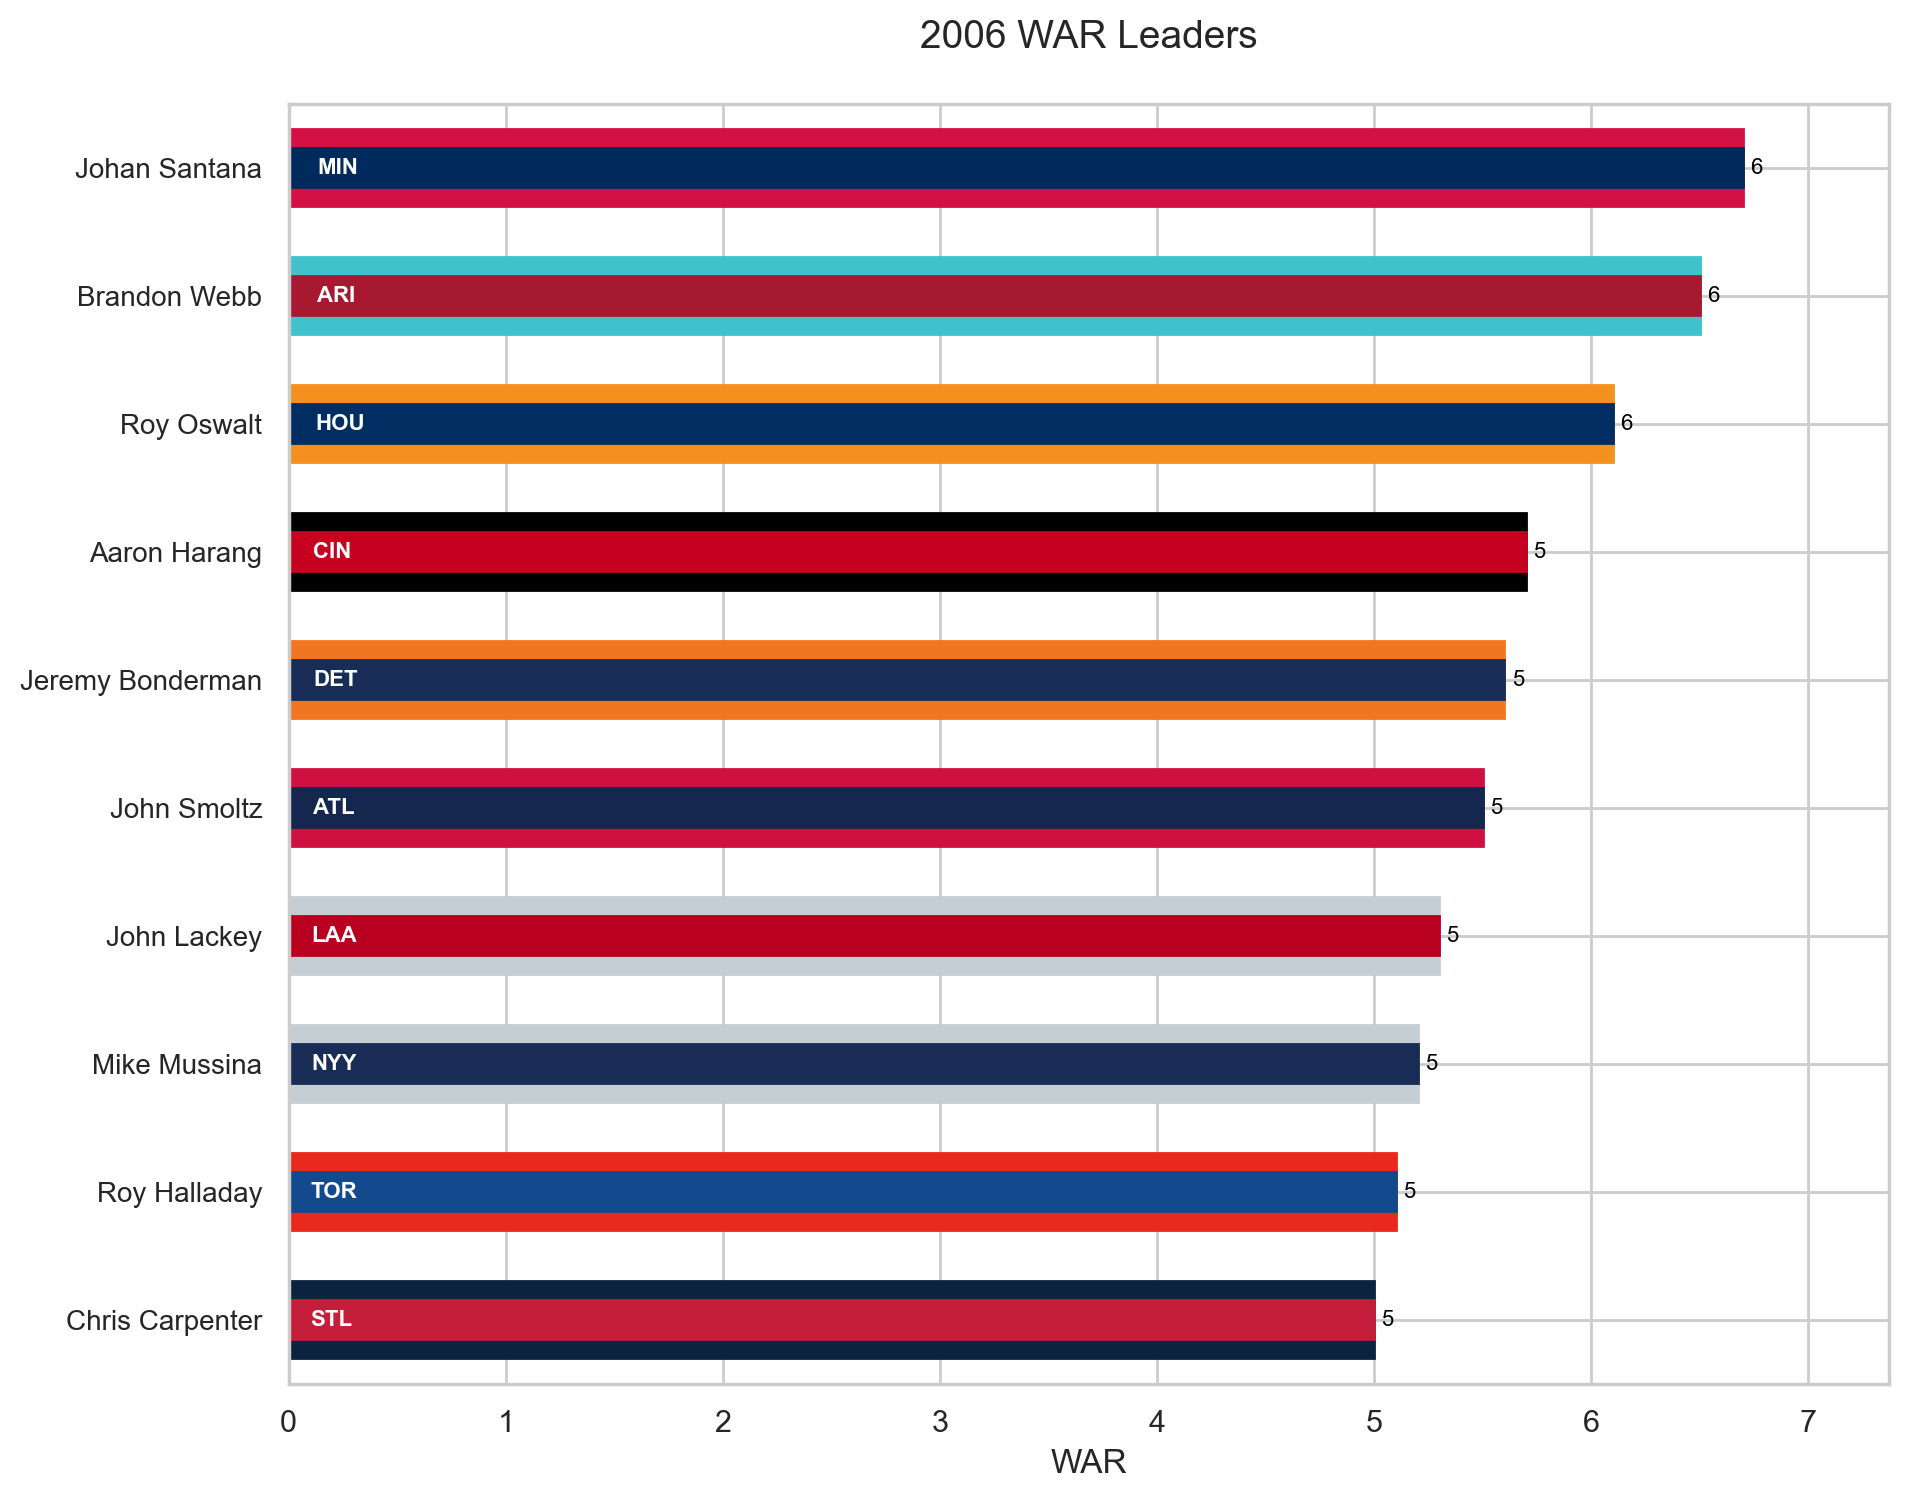 2006 WAR Leaders
Johan Santana MIN 6
Brandon Webb ARI 6
Roy Oswalt HOU 6
Aaron Harang CIN 5
Jeremy Bonderman DET 5
John Smoltz ATL 5
John Lackey LAA 5
Mike Mussina NYY 5
Roy Halladay TOR 5
Chris Carpenter STL 5
0 1 2 3 4 5 6 7
WAR